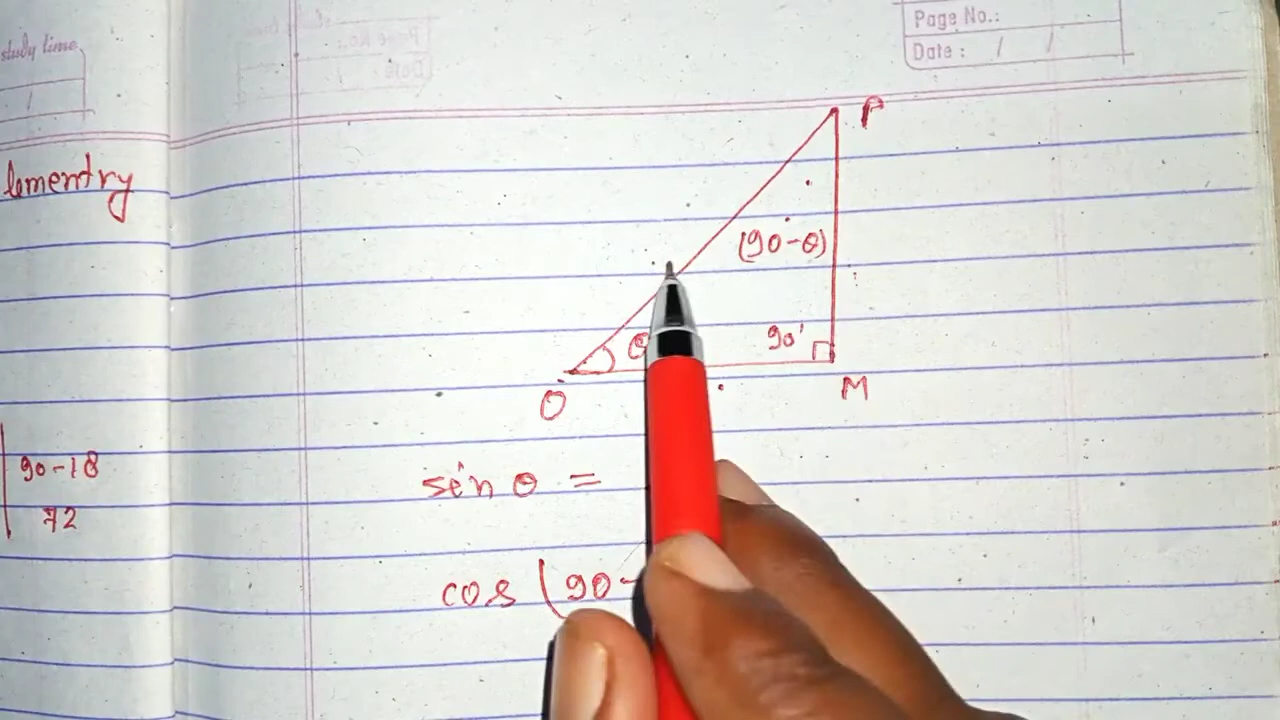 study time
Page No.:
Date : / /
lementry
P
(90-θ)
θ
90°
O
M
90-18
72
sin θ =
cos (90-